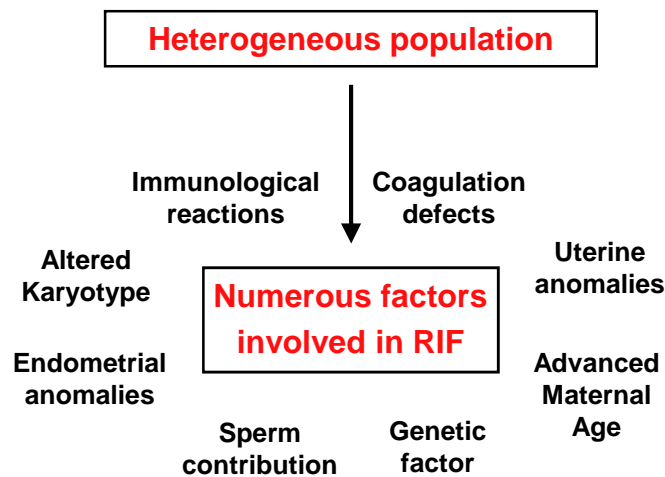 Heterogeneous population
Immunological
reactions
Coagulation
defects
Altered
Karyotype
Uterine
anomalies
Numerous factors
involved in RIF
Endometrial
anomalies
Advanced
Maternal
Age
Sperm
contribution
Genetic
factor